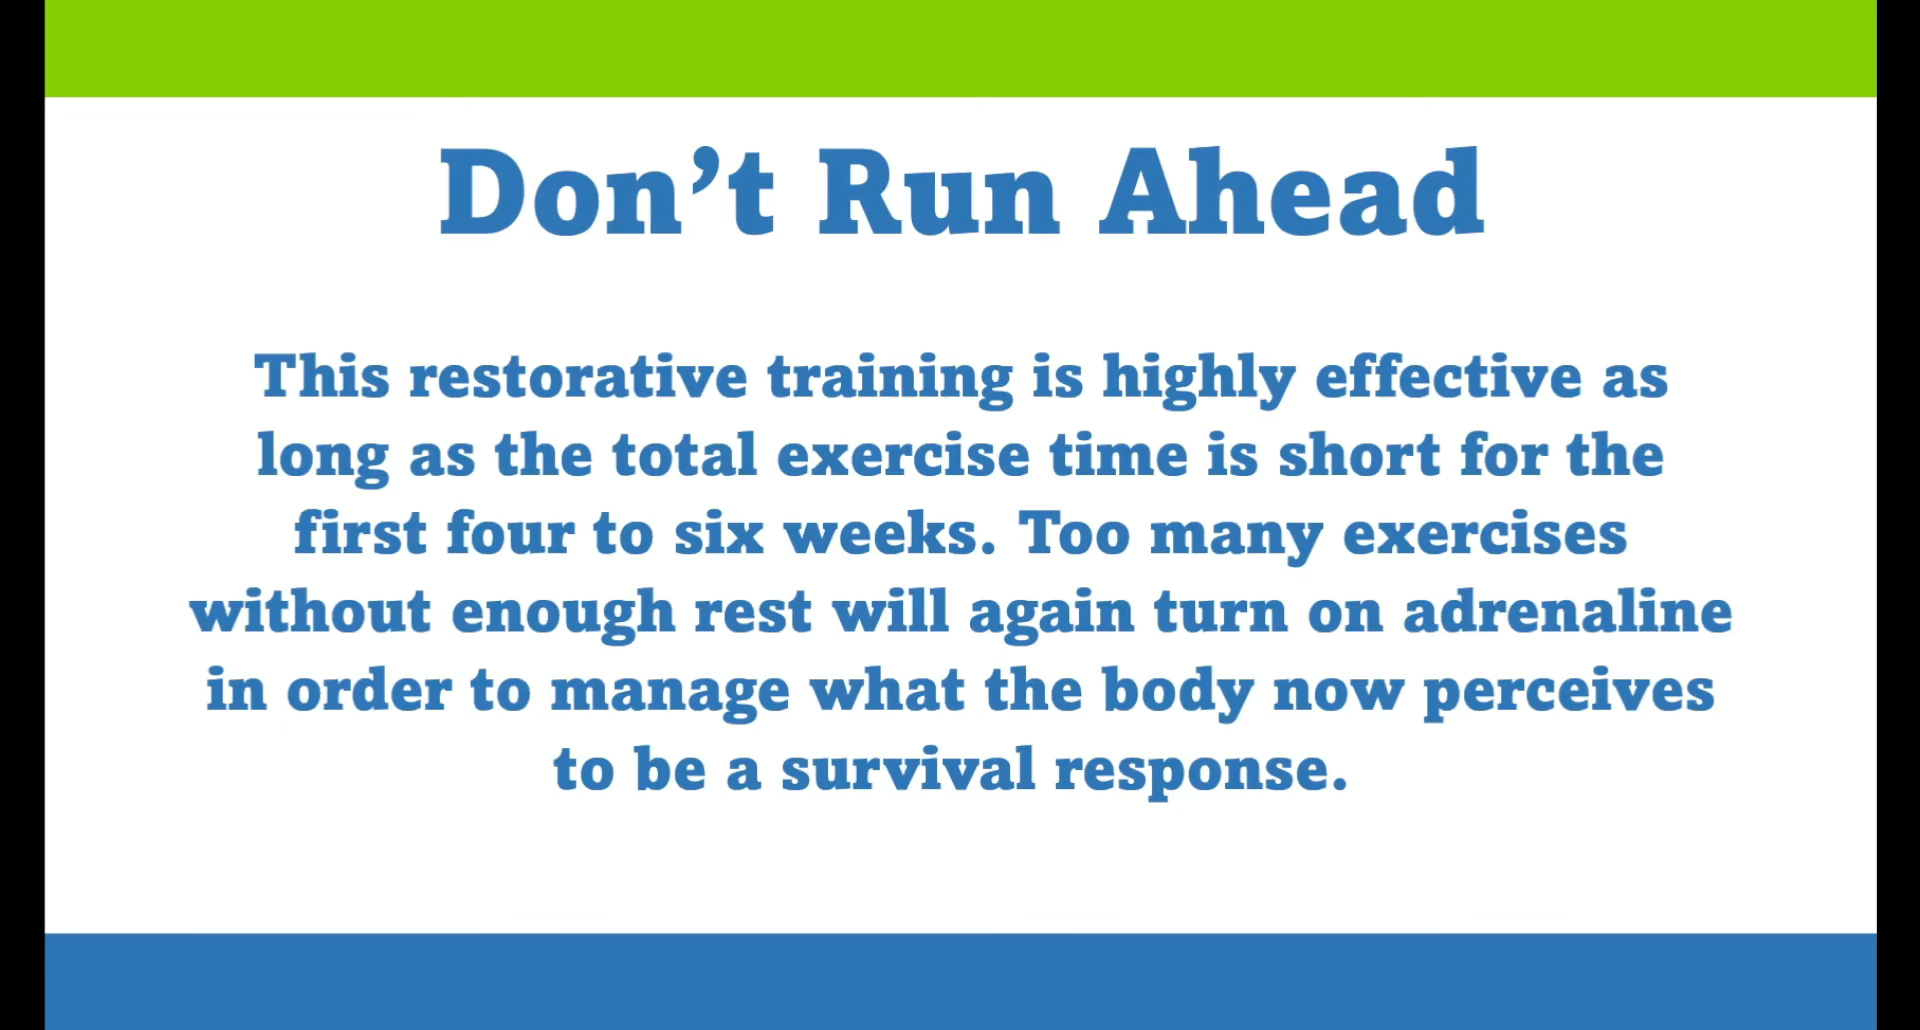 Don’t Run Ahead
This restorative training is highly effective as
long as the total exercise time is short for the
first four to six weeks. Too many exercises
without enough rest will again turn on adrenaline
in order to manage what the body now perceives
to be a survival response.